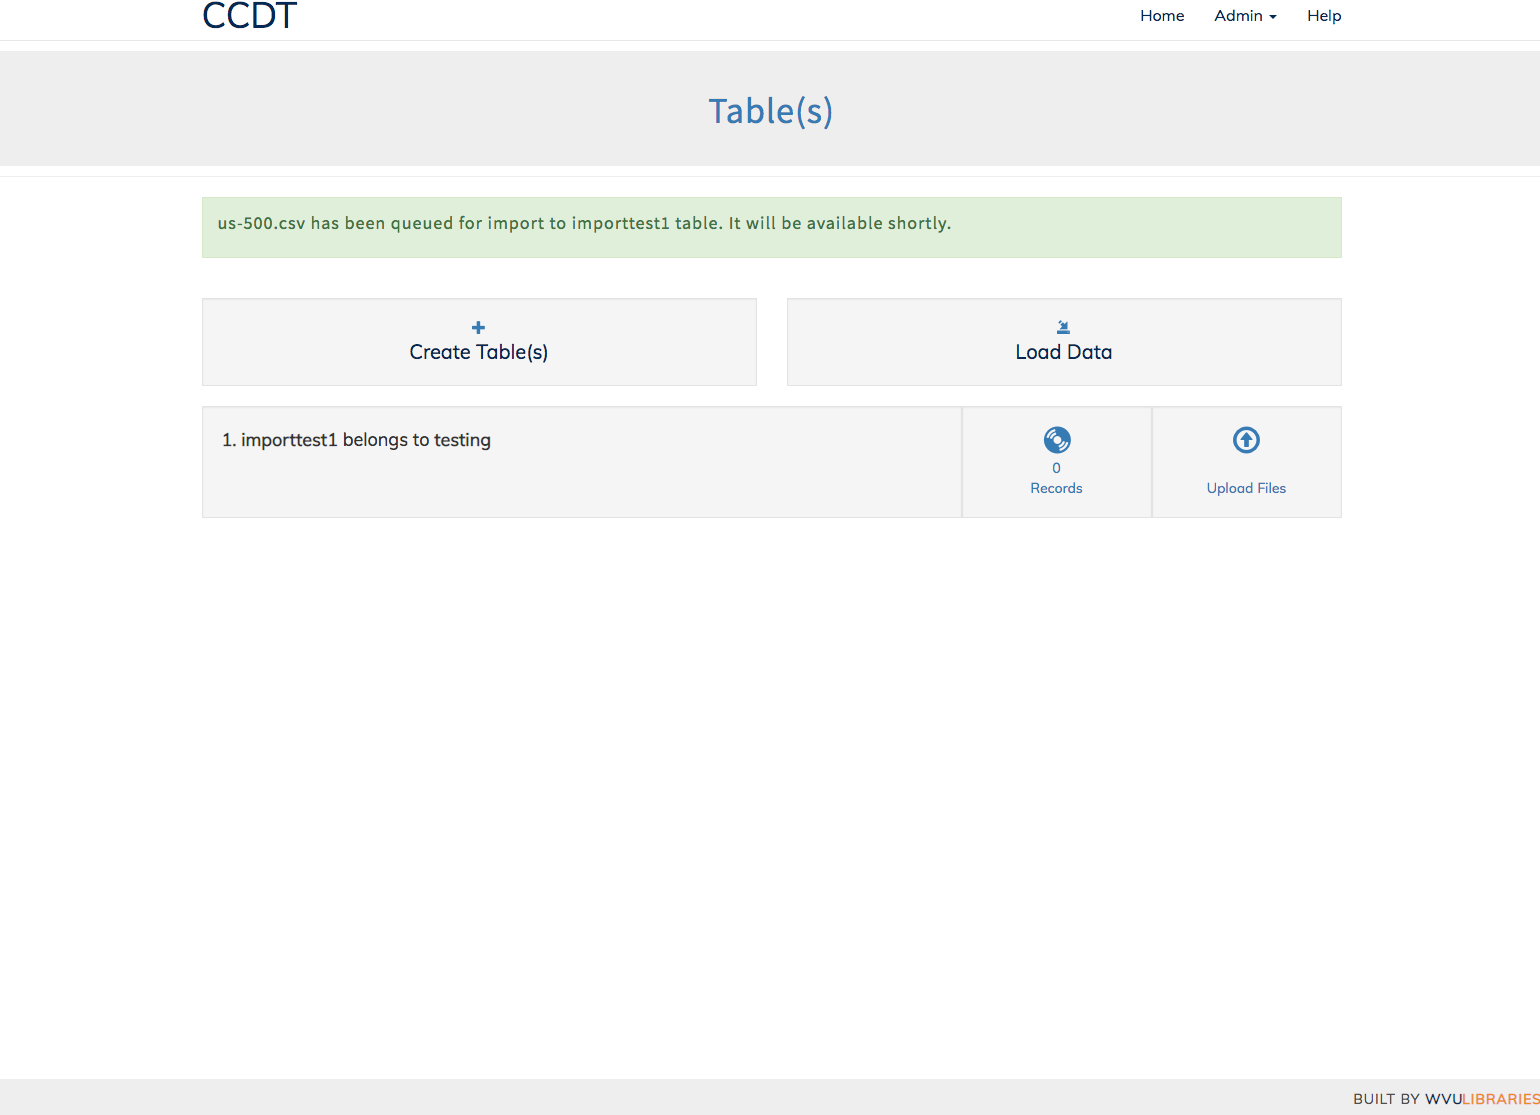 CCDT
Home Admin Help
Table(s)
us-500.csv has been queued for import to importtest1 table. It will be available shortly.
Create Table(s)
Load Data
1. importtest1 belongs to testing
0
Records
Upload Files
BUILT BY WVULIBRARIES